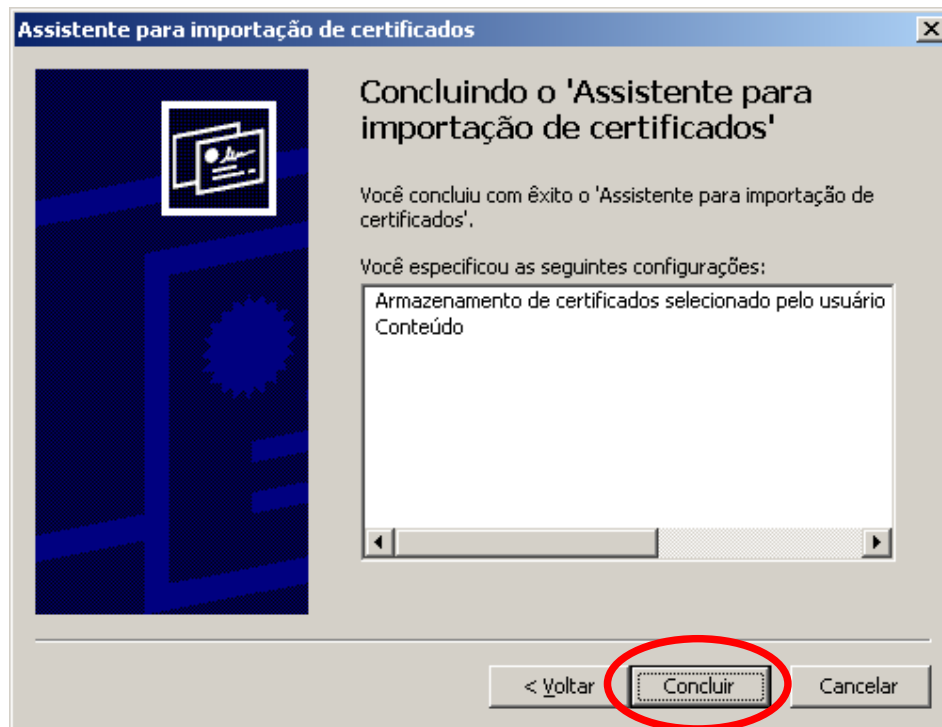 Assistente para importação de certificados
Concluindo o 'Assistente para
importação de certificados'
Você concluiu com êxito o 'Assistente para importação de
certificados'.
Você especificou as seguintes configurações:
Armazenamento de certificados selecionado pelo usuário
Conteúdo
< Voltar
Concluir
Cancelar